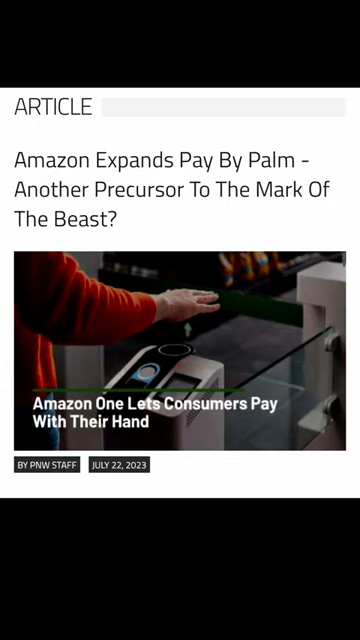 ARTICLE
Amazon Expands Pay By Palm -
Another Precursor To The Mark Of
The Beast?
Amazon One Lets Consumers Pay
With Their Hand
BY PNW STAFF JULY 22, 2023